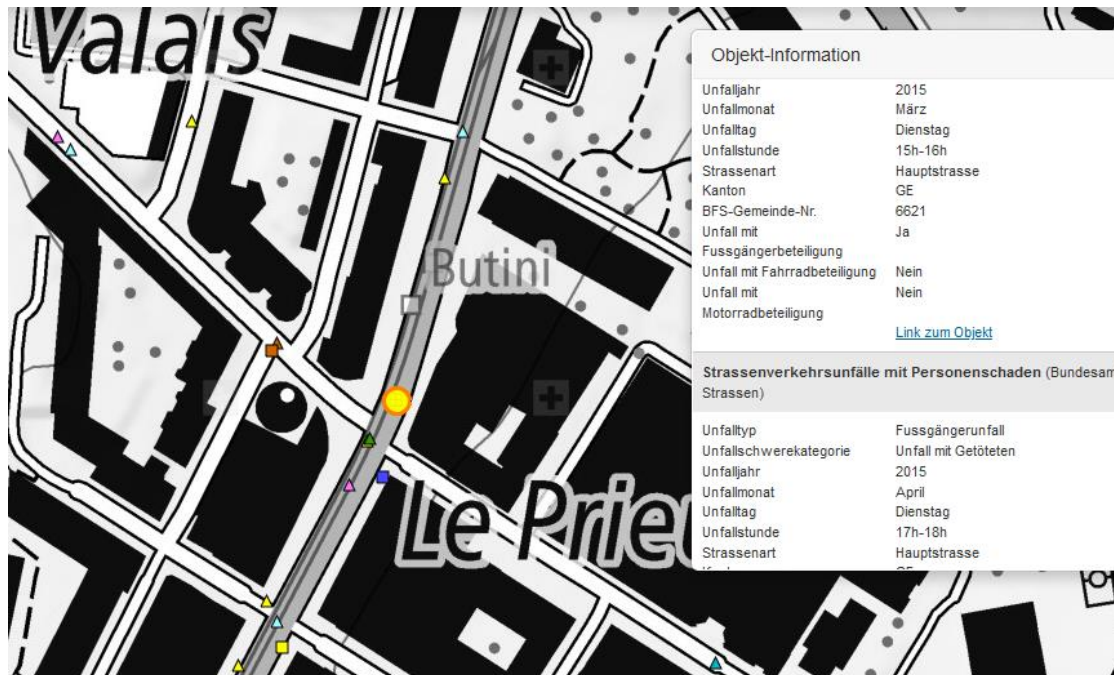 Valais
Butini
Le Prieu
Objekt-Information
Unfalljahr 2015
Unfallmonat März
Unfalltag Dienstag
Unfallstunde 15h-16h
Strassenart Hauptstrasse
Kanton GE
BFS-Gemeinde-Nr. 6621
Unfall mit Ja
Fussgängerbeteiligung
Unfall mit Fahrradbeteiligung Nein
Unfall mit Nein
Motorradbeteiligung
Link zum Objekt
Strassenverkehrsunfälle mit Personenschaden (Bundesam
Strassen)
Unfalltyp Fussgängerunfall
Unfallschwerekategorie Unfall mit Getöteten
Unfalljahr 2015
Unfallmonat April
Unfalltag Dienstag
Unfallstunde 17h-18h
Strassenart Hauptstrasse